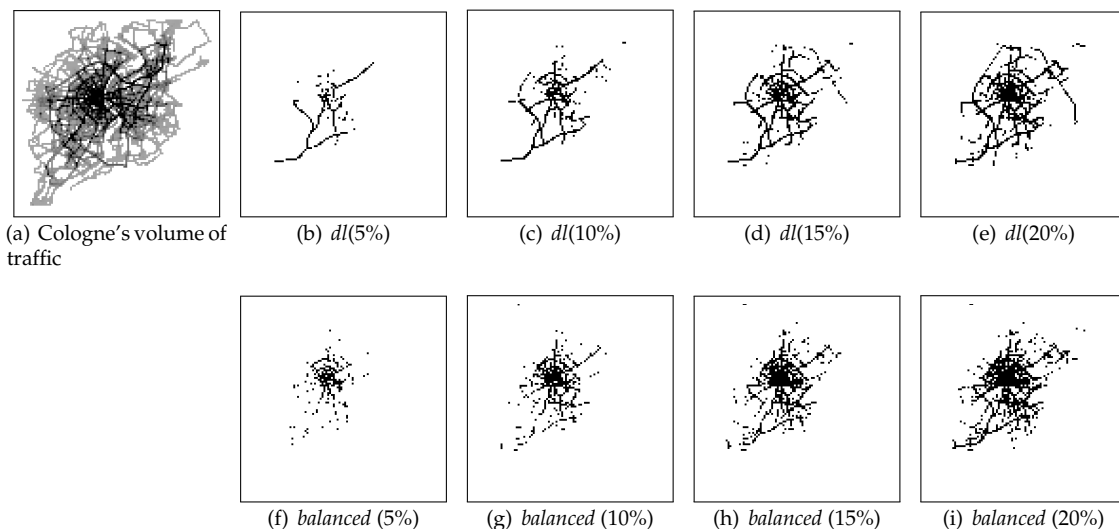 (a) Cologne's volume of
traffic
(b) dl(5%)
(c) dl(10%)
(d) dl(15%)
(e) dl(20%)
(f) balanced (5%)
(g) balanced (10%)
(h) balanced (15%)
(i) balanced (20%)